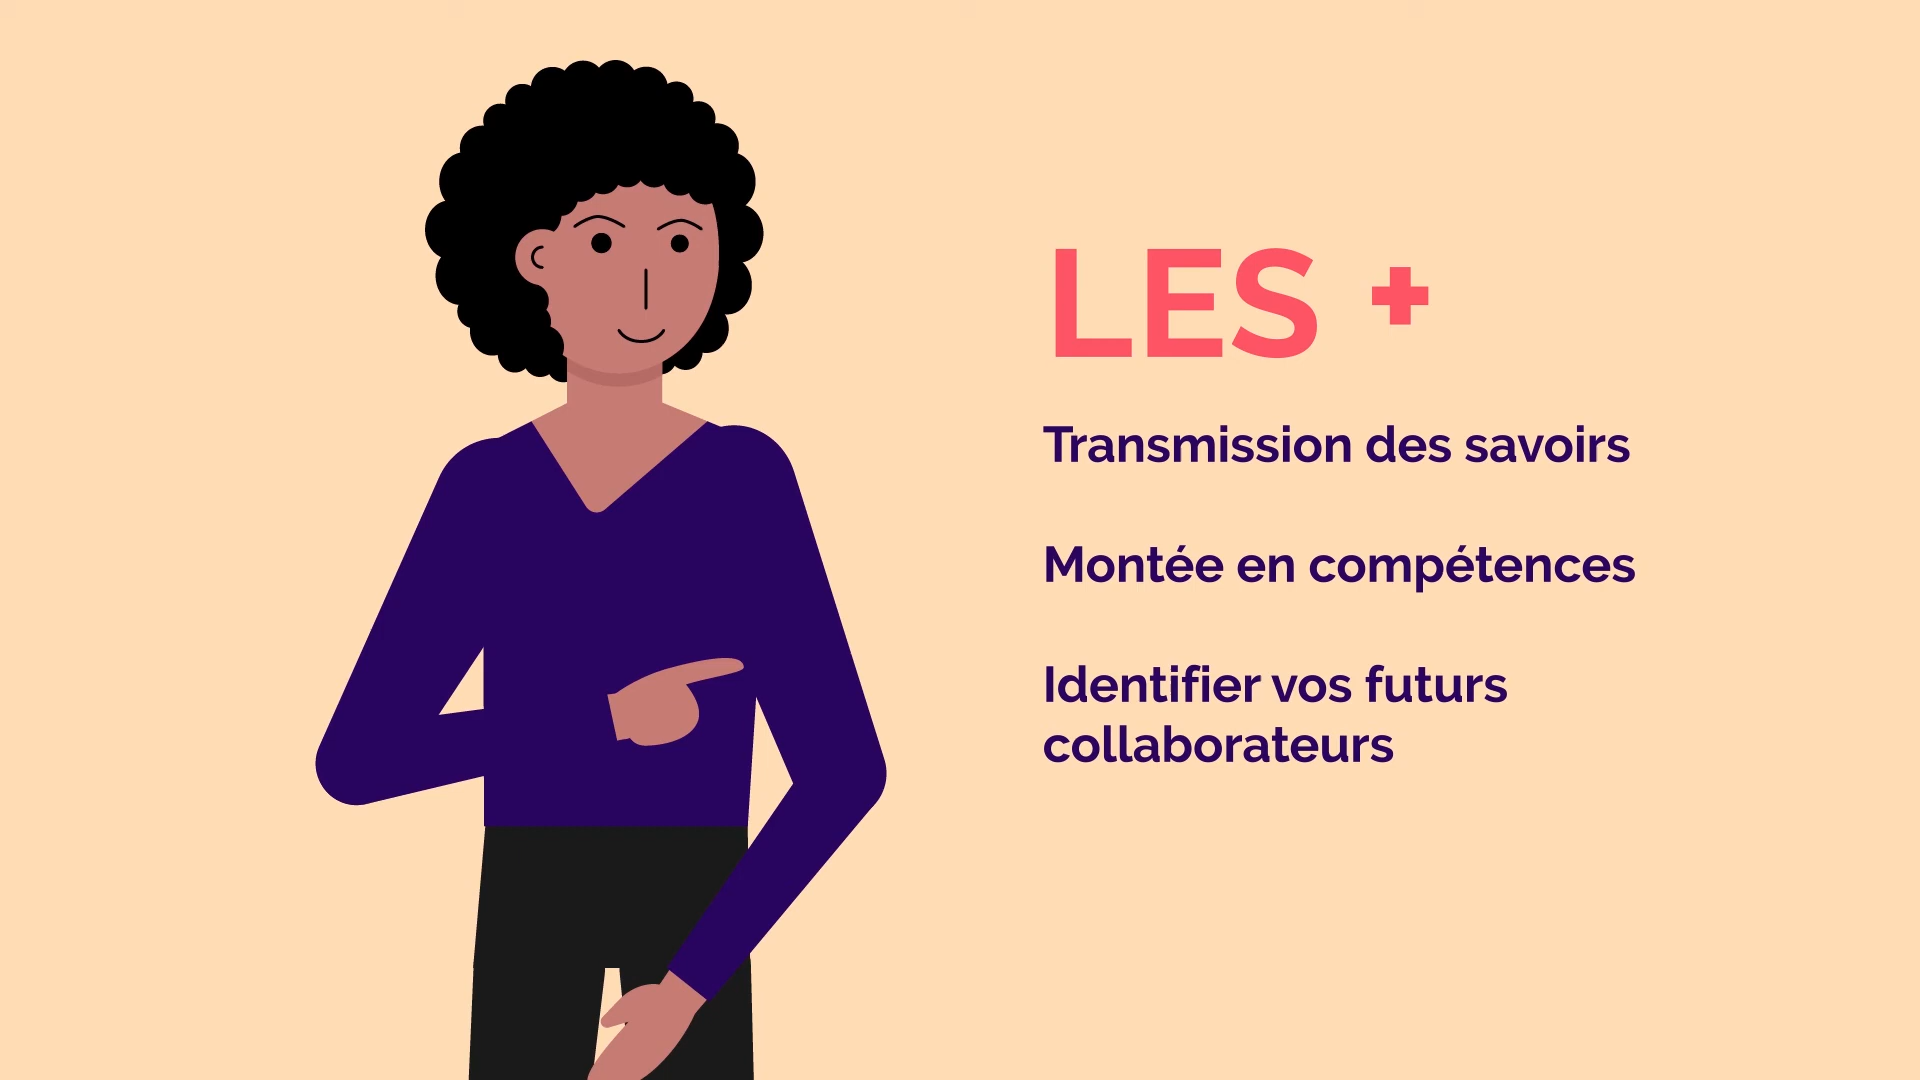 LES +
Transmission des savoirs
Montée en compétences
Identifier vos futurs
collaborateurs